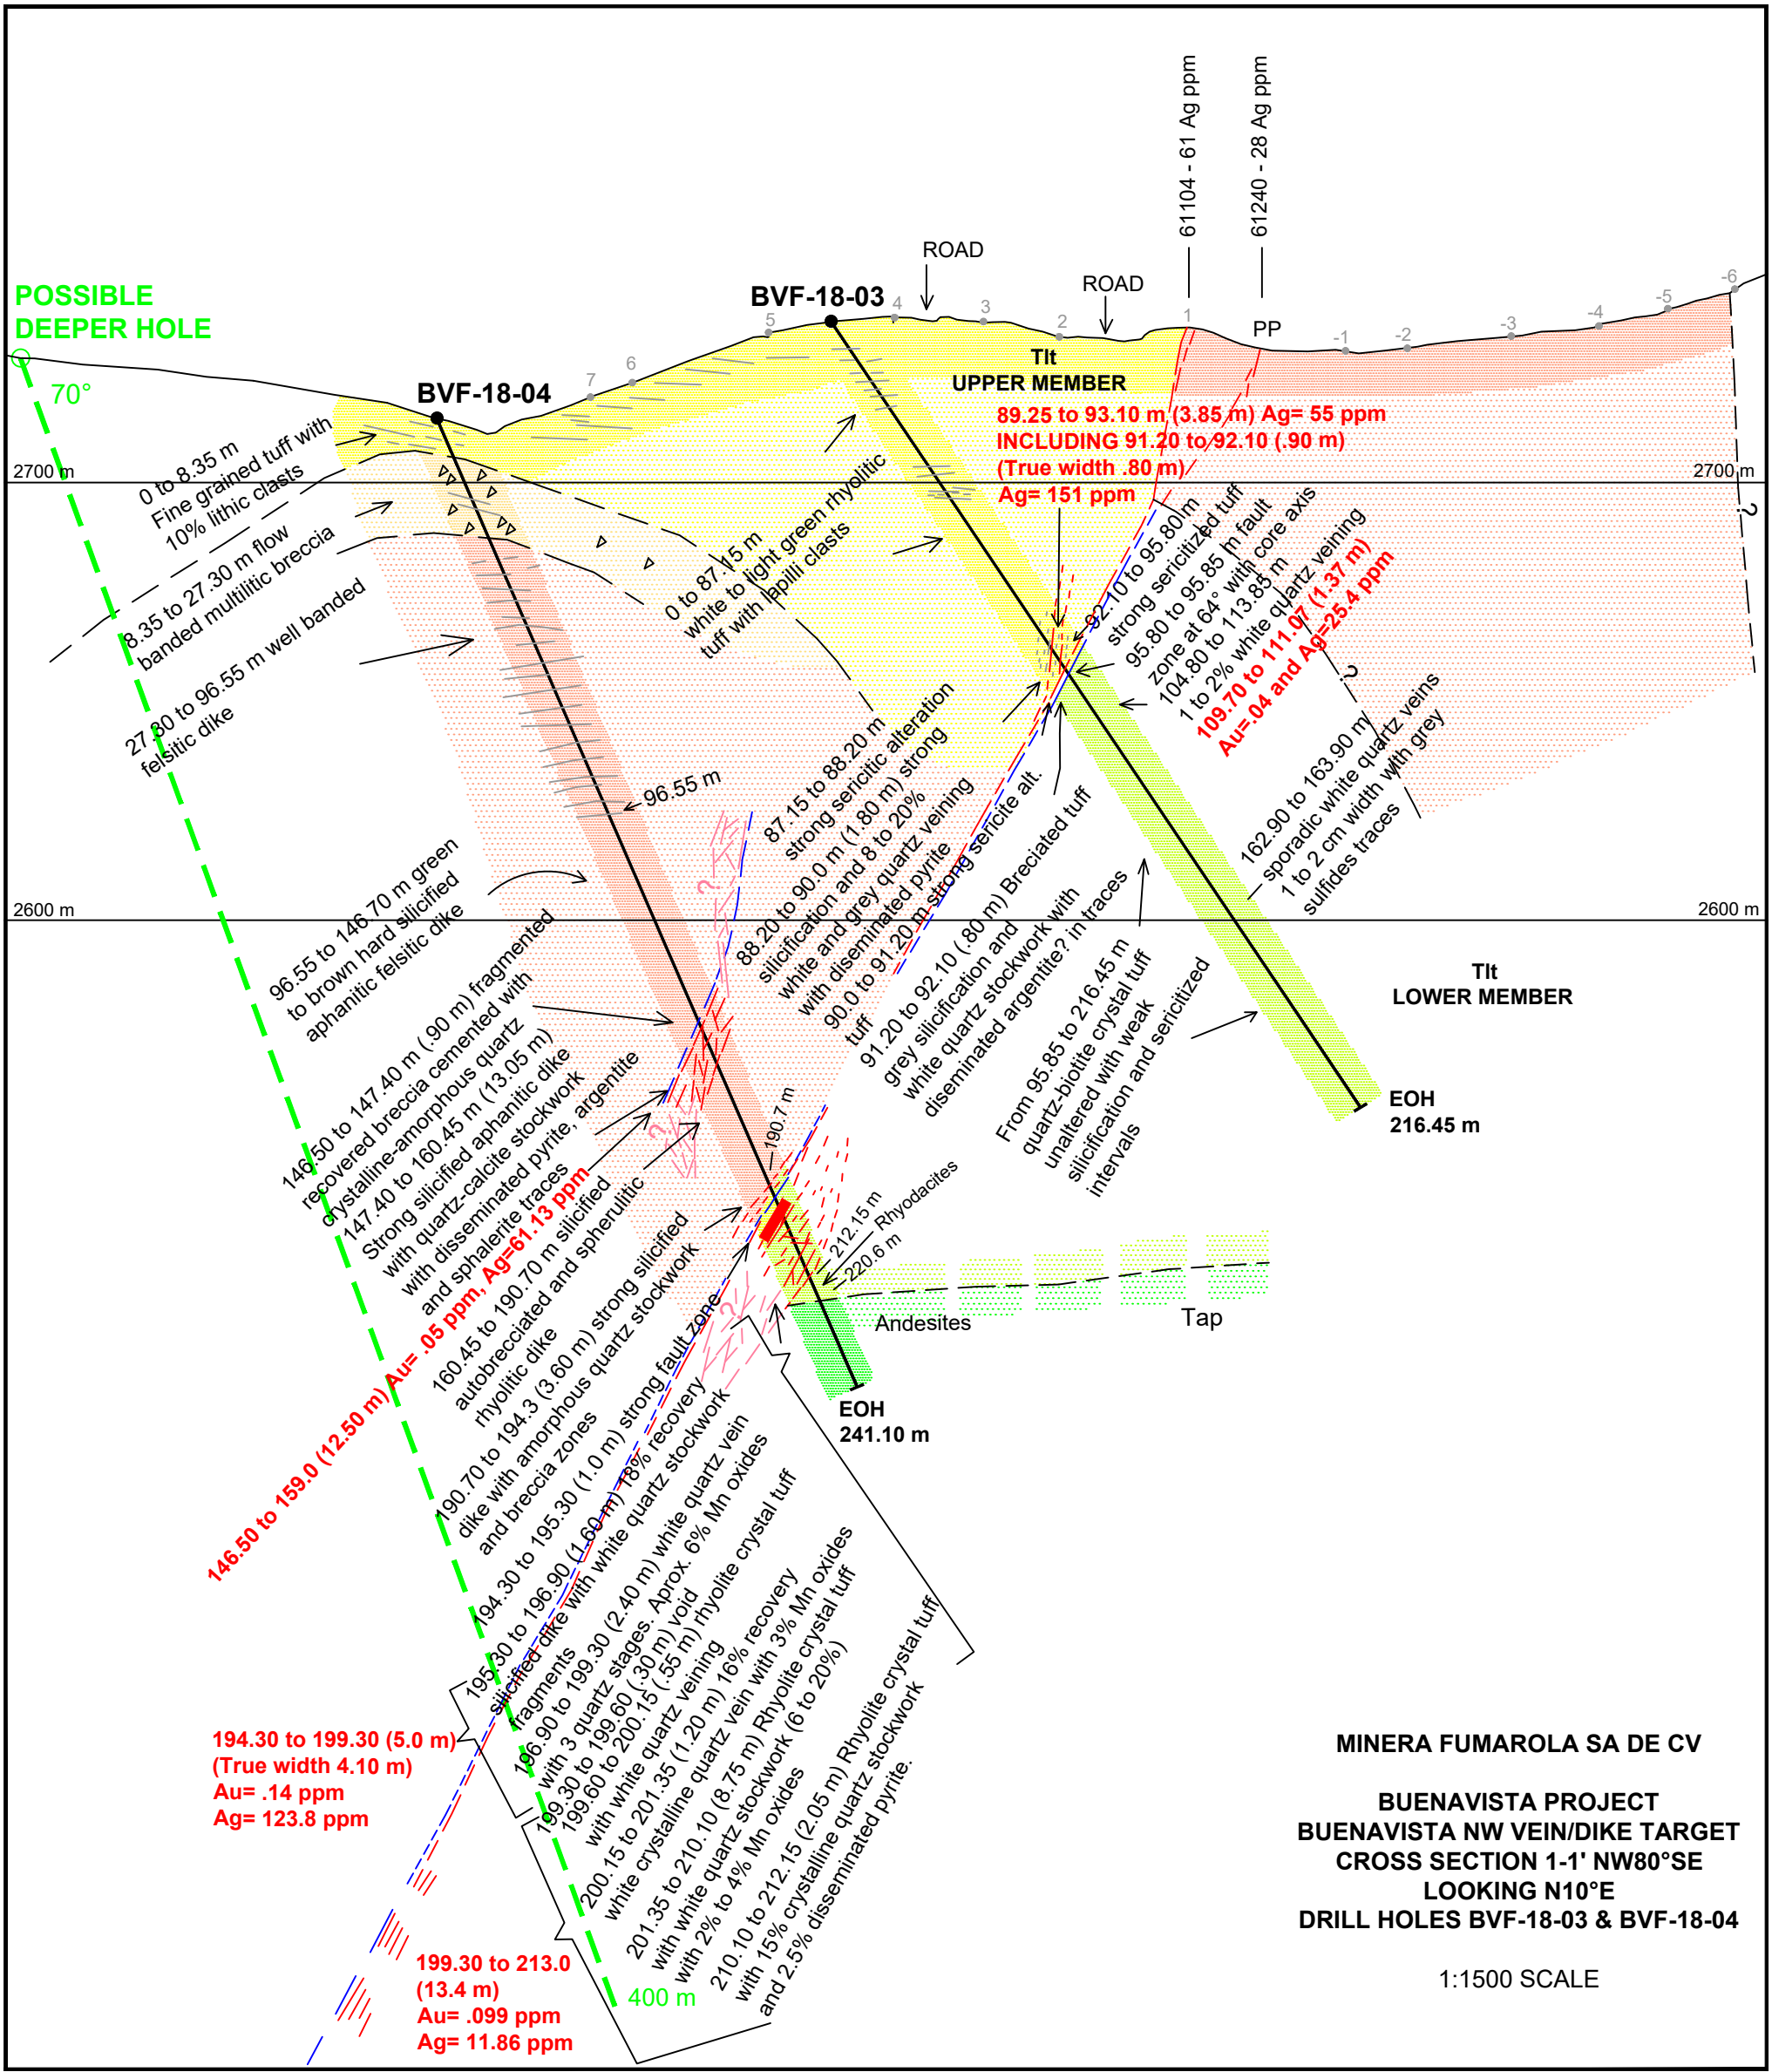 61104 - 61 Ag ppm
61240 - 28 Ag ppm
ROAD
ROAD
POSSIBLE
DEEPER HOLE
70°
BVF-18-03
BVF-18-04
7
6
5
4
3
2
1
PP
-1
-2
-3
-4
-5
-6
Tlt
UPPER MEMBER
89.25 to 93.10 m (3.85 m) Ag= 55 ppm
INCLUDING 91.20 to 92.10 (.90 m)
(True width .80 m)
Ag= 151 ppm
2700 m
2700 m
0 to 8.35 m
Fine grained tuff with
10% lithic clasts
8.35 to 27.30 m flow
banded multilitic breccia
27.30 to 96.55 m well banded
felsitic dike
0 to 87.15 m
white to light green rhyolitic
tuff with lapilli clasts
92.10 to 95.80 m
strong sericitized tuff
95.80 to 95.85 m fault
zone at 64° with core axis
104.80 to 113.85 m
1 to 2% white quartz veining
109.70 to 111.07 (1.37 m)
Au=.04 and Ag=25.4 ppm
?
?
96.55 m
87.15 to 88.20 m
strong sericitic alteration
88.20 to 90.0 m (1.80 m) strong
silicification and 8 to 20%
white and grey quartz veining
with diseminated pyrite
90.0 to 91.20 m strong sericite alt.
tuff
91.20 to 92.10 (.80 m) Breciated tuff
grey silicification and
white quartz stockwork with
diseminated argentite? in traces
162.90 to 163.90 m
sporadic white quartz veins
1 to 2 cm width with grey
sulfides traces
2600 m
2600 m
?
96.55 to 146.70 m green
to brown hard silicified
aphanitic felsitic dike
From 95.85 to 216.45 m
quartz-biotite crystal tuff
unaltered with weak
silicification and sericitized
intervals
Tlt
LOWER MEMBER
EOH
216.45 m
146.50 to 147.40 m (.90 m) fragmented
recovered breccia cemented with
crystalline-amorphous quartz
147.40 to 160.45 m (13.05 m)
Strong silicified aphanitic dike
with quartz-calcite stockwork
with disseminated pyrite, argentite
and sphalerite traces
146.50 to 159.0 (12.50 m) Au= .05 ppm, Ag=61.13 ppm
?
160.45 to 190.70 m silicified
autobrecciated and spherulitic
rhyolitic dike
190.7 m
212.15 m
Rhyodacites
220.6 m
Andesites
Tap
?
EOH
241.10 m
190.70 to 194.3 (3.60 m) strong silicified
dike with amorphous quartz stockwork
and breccia zones
194.30 to 195.30 (1.0 m) strong fault zone
195.30 to 196.90 (1.60 m) 18% recovery
silicified dike with white quartz stockwork
fragments
196.90 to 199.30 (2.40 m) white quartz vein
with 3 quartz stages. Aprox. 6% Mn oxides
199.30 to 199.60 (.30 m) void
199.60 to 200.15 (.55 m) rhyolite crystal tuff
with white quartz veining
200.15 to 201.35 (1.20 m) 16% recovery
white crystalline quartz vein with 3% Mn oxides
201.35 to 210.10 (8.75 m) Rhyolite crystal tuff
with white quartz stockwork (6 to 20%)
with 2% to 4% Mn oxides
210.10 to 212.15 (2.05 m) Rhyolite crystal tuff
with 15% crystalline quartz stockwork
and 2.5% disseminated pyrite.
194.30 to 199.30 (5.0 m)
(True width 4.10 m)
Au= .14 ppm
Ag= 123.8 ppm
199.30 to 213.0
(13.4 m)
Au= .099 ppm
Ag= 11.86 ppm
400 m
MINERA FUMAROLA SA DE CV
BUENAVISTA PROJECT
BUENAVISTA NW VEIN/DIKE TARGET
CROSS SECTION 1-1' NW80°SE
LOOKING N10°E
DRILL HOLES BVF-18-03 & BVF-18-04
1:1500 SCALE